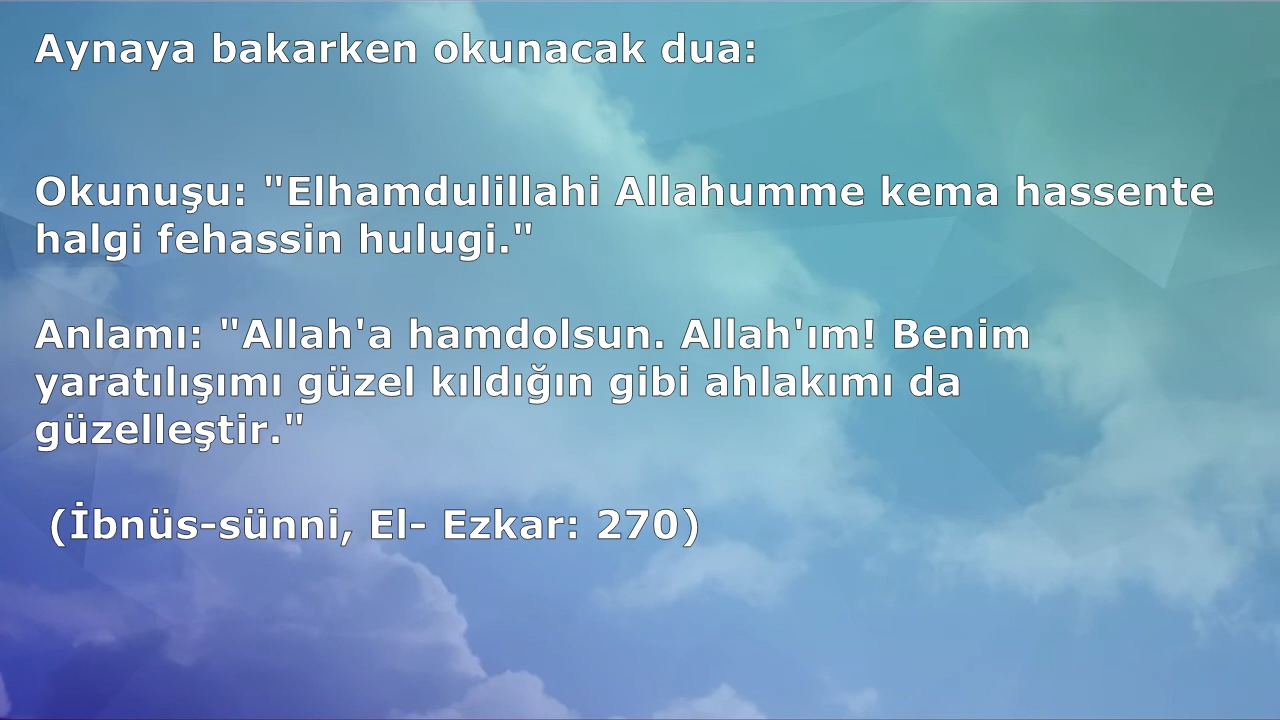 Aynaya bakarken okunacak dua:
Okunuşu: "Elhamdulillahi Allahumme kema hassente
halgi fehassin hulugi."
Anlamı: "Allah'a hamdolsun. Allah'ım! Benim
yaratılışımı güzel kıldığın gibi ahlakımı da
güzelleştir."
(İbnüs-sünni, El- Ezkar: 270)